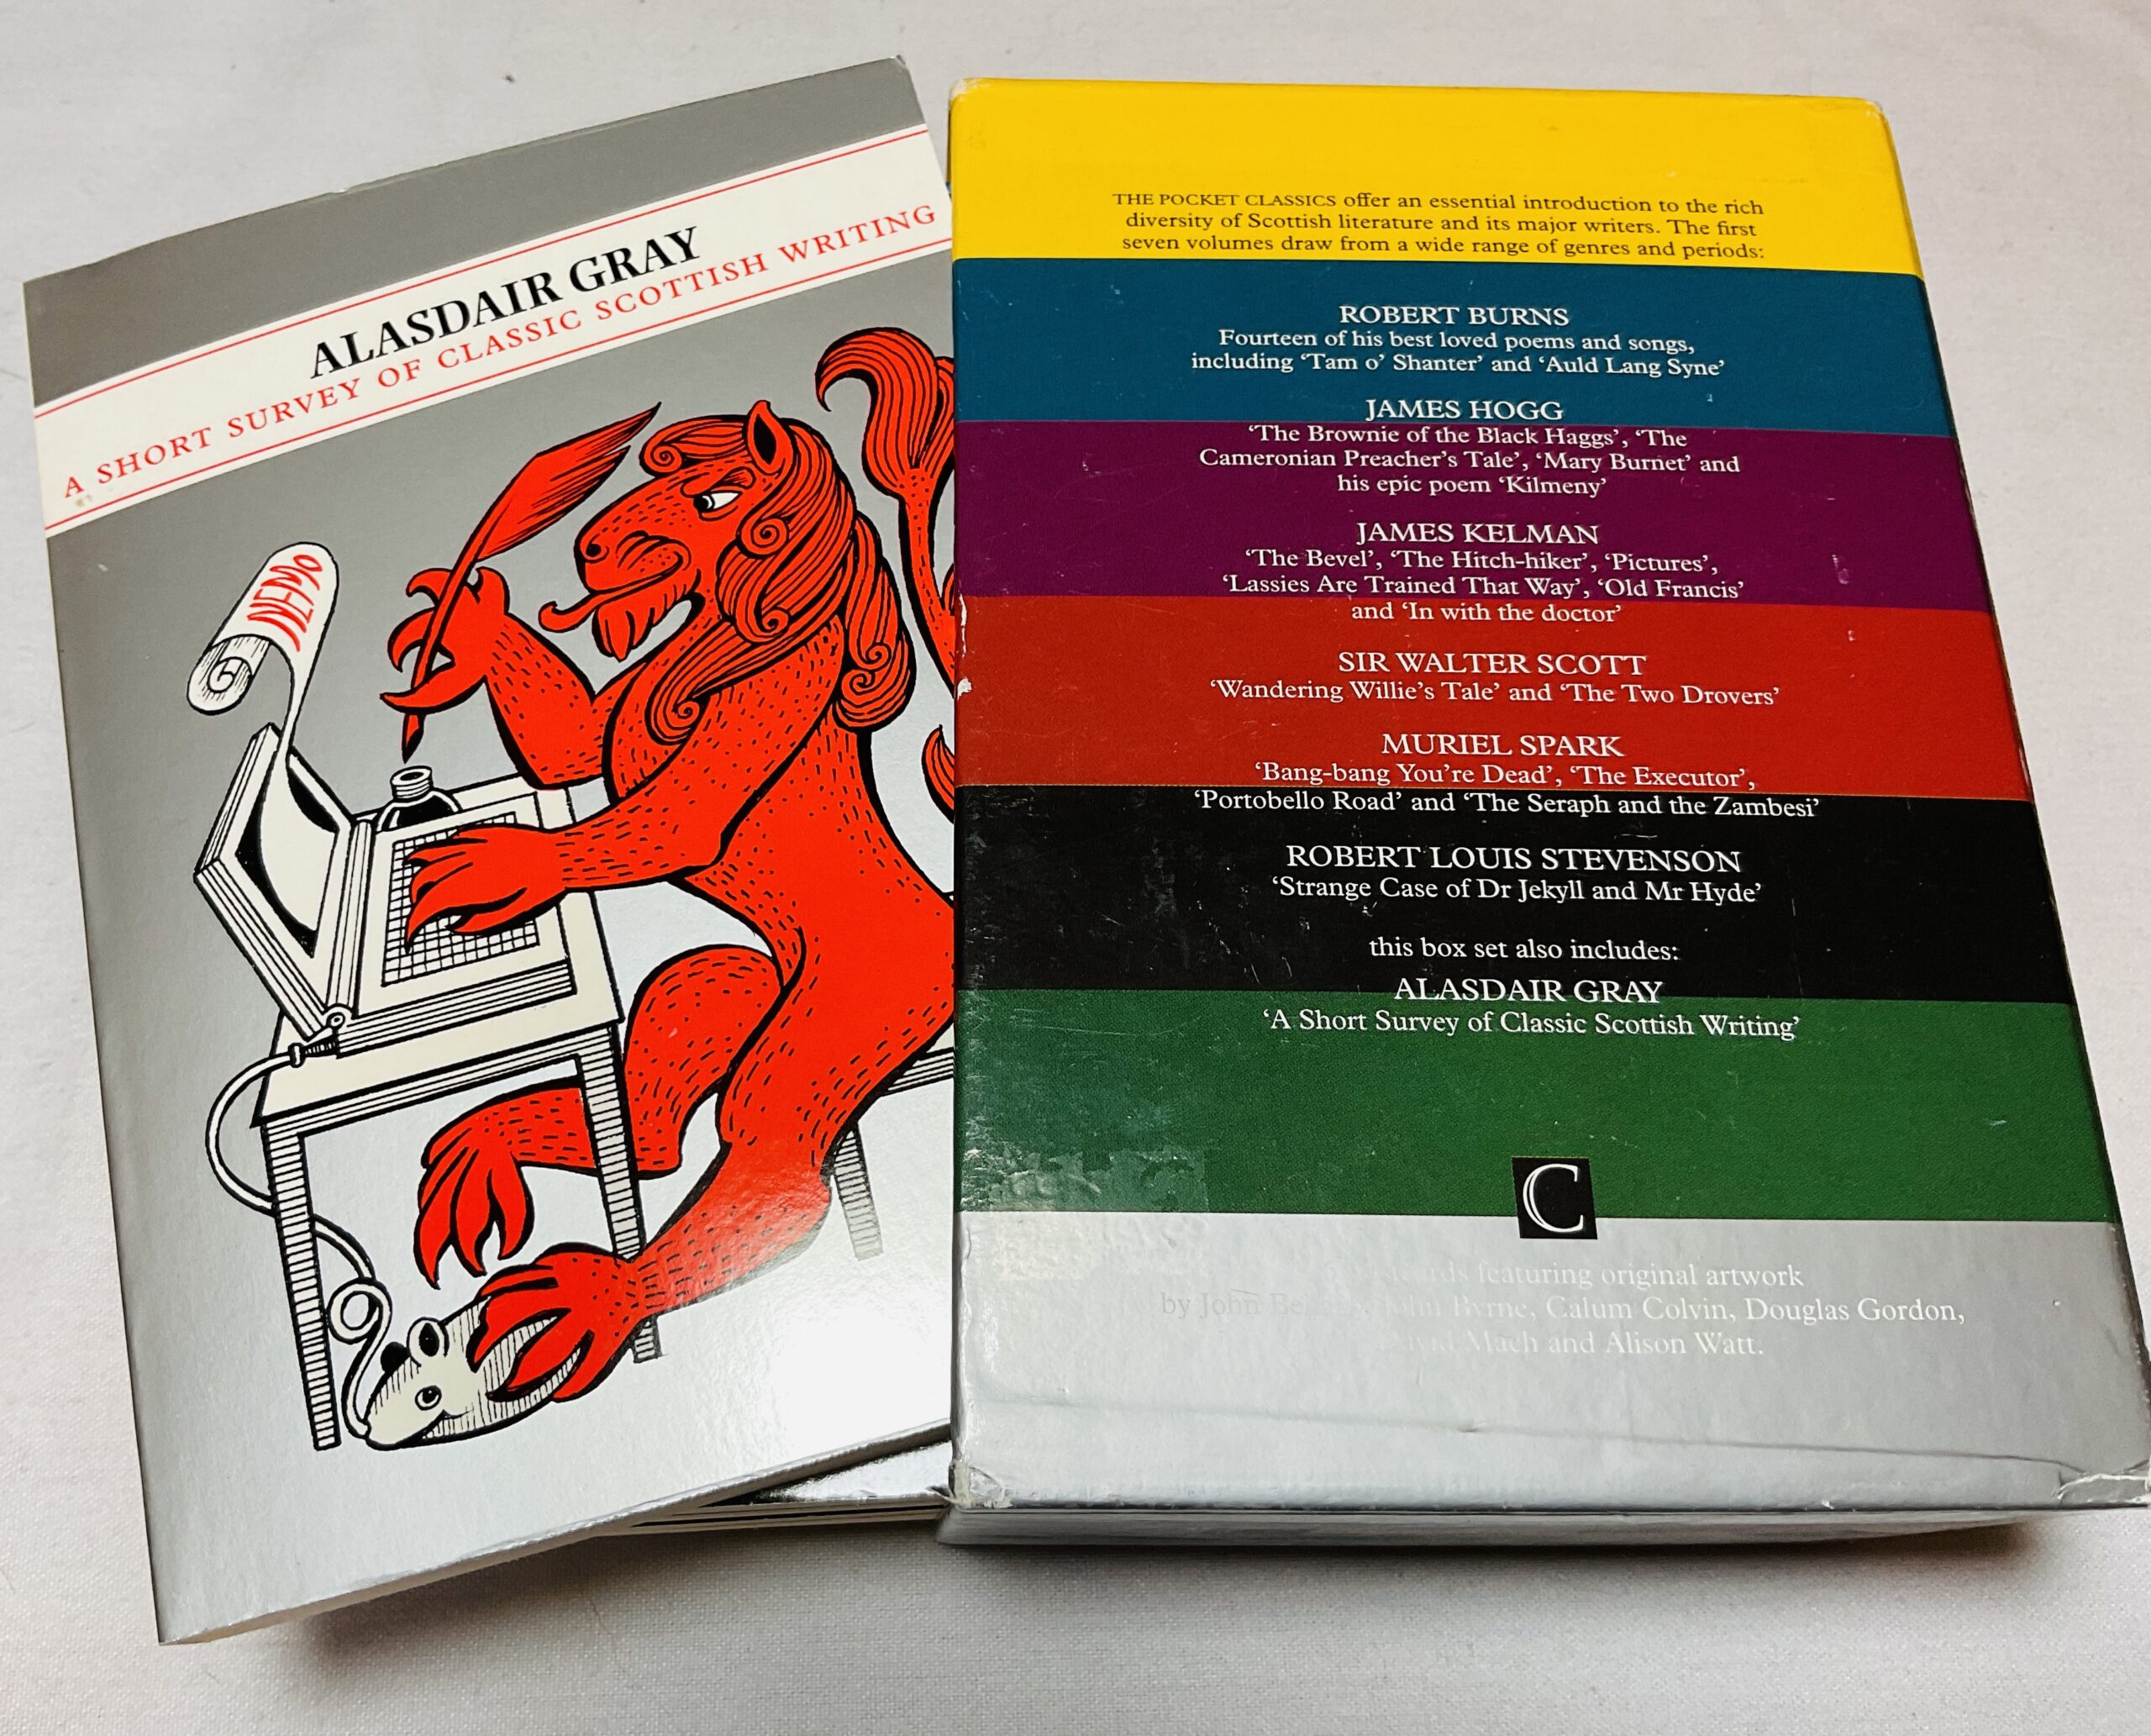 ALASDAIR GRAY
A SHORT SURVEY OF CLASSIC SCOTTISH WRITING
NEMO
THE POCKET CLASSICS offer an essential introduction to the rich
diversity of Scottish literature and its major writers. The first
seven volumes draw from a wide range of genres and periods:
ROBERT BURNS
Fourteen of his best loved poems and songs,
including ‘Tam o’ Shanter’ and ‘Auld Lang Syne’
JAMES HOGG
‘The Brownie of the Black Haggs’, ‘The
Cameronian Preacher’s Tale’, ‘Mary Burnet’ and
his epic poem ‘Kilmeny’
JAMES KELMAN
‘The Bevel’, ‘The Hitch-hiker’, ‘Pictures’,
‘Lassies Are Trained That Way’, ‘Old Francis’
and ‘In with the doctor’
SIR WALTER SCOTT
‘Wandering Willie’s Tale’ and ‘The Two Drovers’
MURIEL SPARK
‘Bang-bang You’re Dead’, ‘The Executor’,
‘Portobello Road’ and ‘The Seraph and the Zambesi’
ROBERT LOUIS STEVENSON
‘Strange Case of Dr Jekyll and Mr Hyde’
this box set also includes:
ALASDAIR GRAY
‘A Short Survey of Classic Scottish Writing’
C
featuring original artwork
by John Byrne, Calum Colvin, Douglas Gordon,
Mach and Alison Watt.